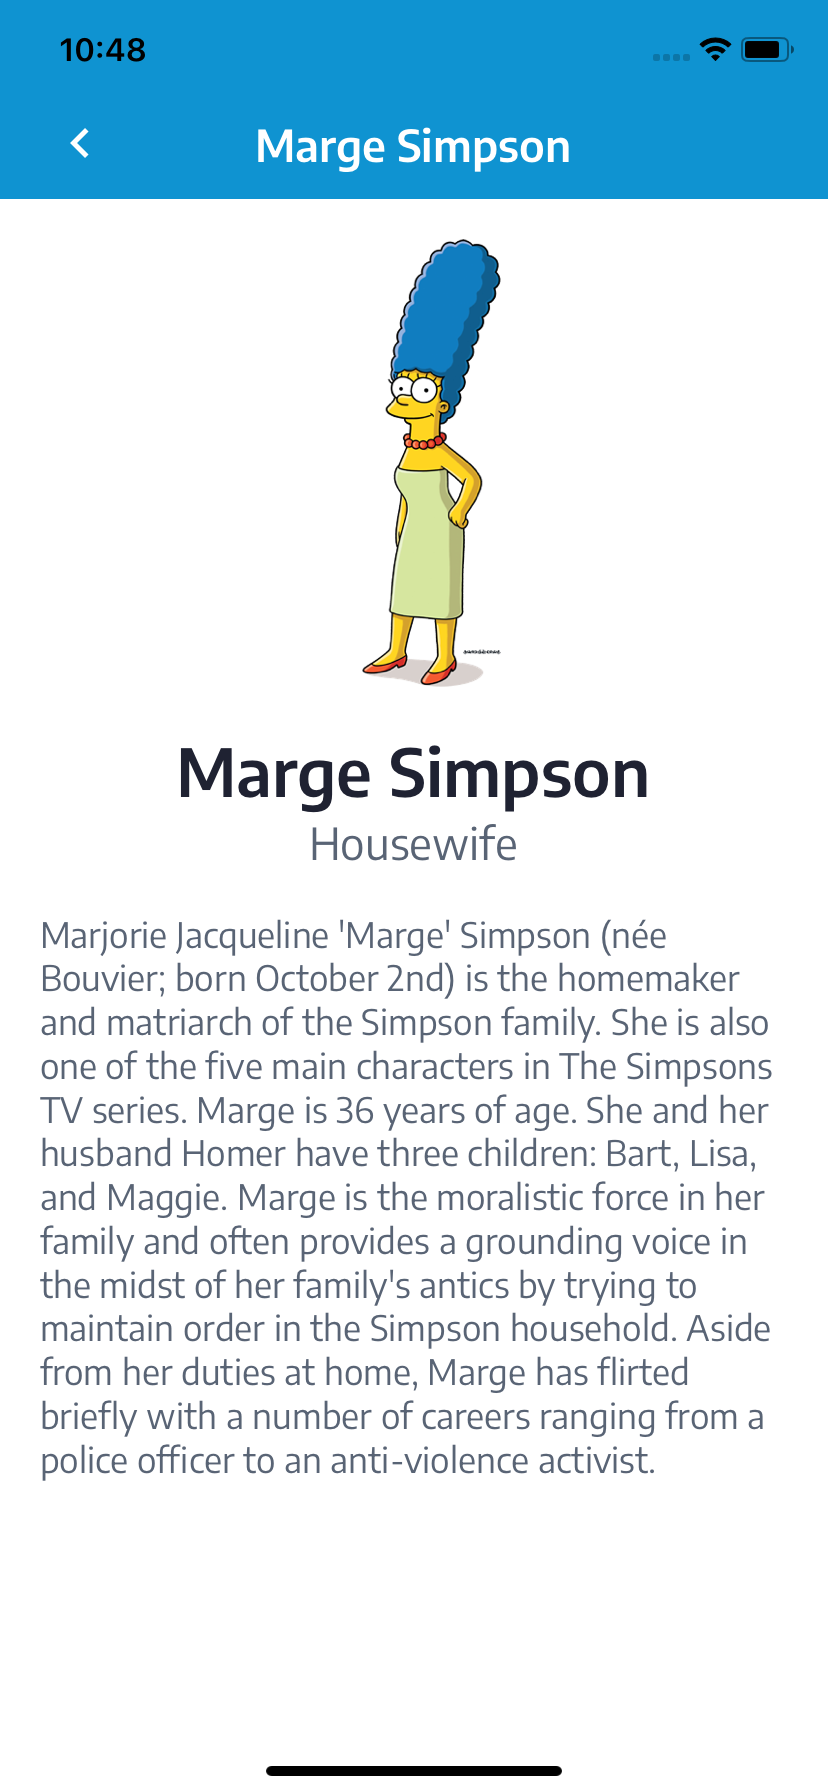 10:48
Marge Simpson
Marge Simpson
Housewife
Marjorie Jacqueline 'Marge' Simpson (née
Bouvier; born October 2nd) is the homemaker
and matriarch of the Simpson family. She is also
one of the five main characters in The Simpsons
TV series. Marge is 36 years of age. She and her
husband Homer have three children: Bart, Lisa,
and Maggie. Marge is the moralistic force in her
family and often provides a grounding voice in
the midst of her family's antics by trying to
maintain order in the Simpson household. Aside
from her duties at home, Marge has flirted
briefly with a number of careers ranging from a
police officer to an anti-violence activist.